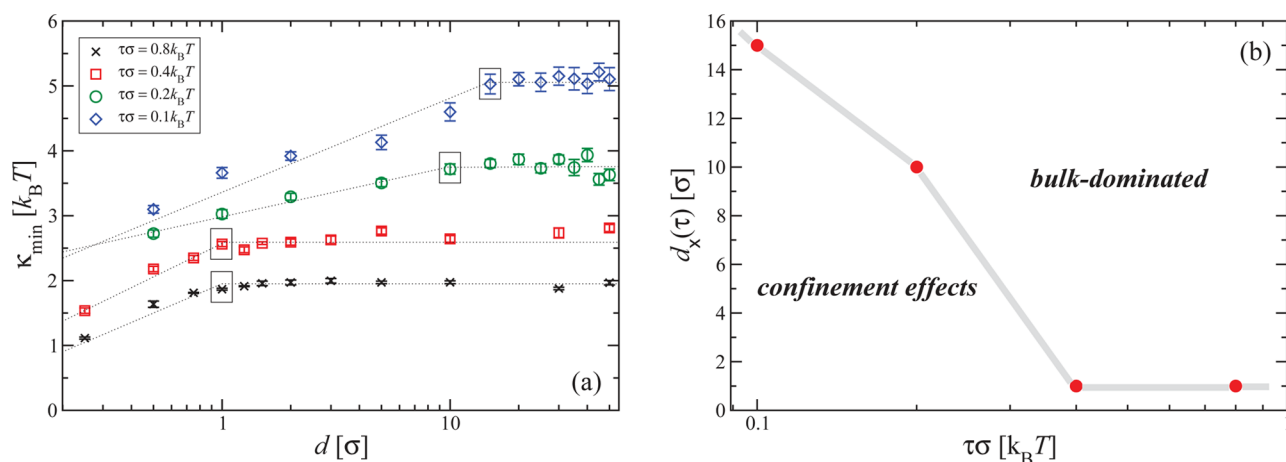 6
5
4
3
2
1
0
κmin [kBT]
τσ = 0.8kBT
τσ = 0.4kBT
τσ = 0.2kBT
τσ = 0.1kBT
(a)
1
10
d [σ]
16
14
12
10
8
6
4
2
0
dx(τ) [σ]
(b)
bulk-dominated
confinement effects
0.1
τσ [kBT]